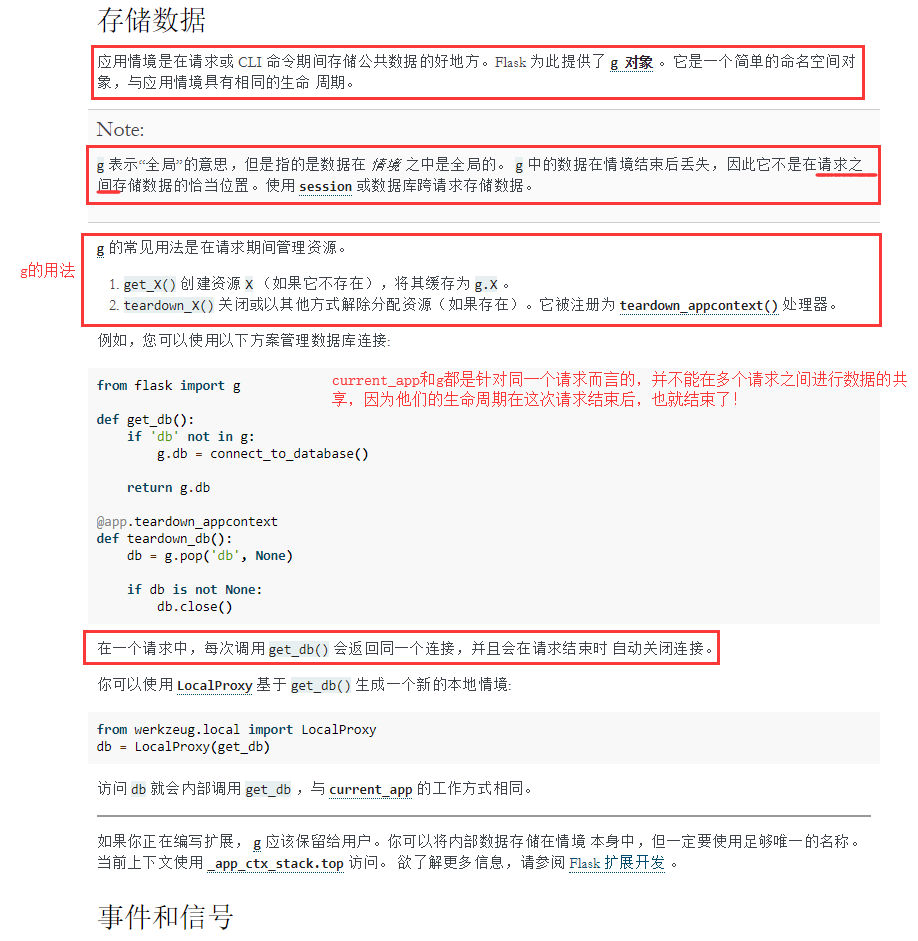 存储数据
应用情境是在请求或 CLI 命令期间存储公共数据的好地方。Flask 为此提供了 g 对象 。它是一个简单的命名空间对
象，与应用情境具有相同的生命 周期。
Note:
g 表示“全局”的意思，但是指的是数据在 情境 之中是全局的。 g 中的数据在情境结束后丢失，因此它不是在请求之
间存储数据的恰当位置。使用 session 或数据库跨请求存储数据。
g 的常见用法是在请求期间管理资源。
g的用法
1. get_X() 创建资源 X （如果它不存在），将其缓存为 g.X 。
2. teardown_X() 关闭或以其他方式解除分配资源（如果存在）。它被注册为 teardown_appcontext() 处理器。
例如，您可以使用以下方案管理数据库连接:
from flask import g
current_app和g都是针对同一个请求而言的，并不能在多个请求之间进行数据的共
享，因为他们的生命周期在这次请求结束后，也就结束了！
def get_db():
if 'db' not in g:
g.db = connect_to_database()
return g.db
@app.teardown_appcontext
def teardown_db():
db = g.pop('db', None)
if db is not None:
db.close()
在一个请求中，每次调用 get_db() 会返回同一个连接，并且会在请求结束时 自动关闭连接。
你可以使用 LocalProxy 基于 get_db() 生成一个新的本地情境:
from werkzeug.local import LocalProxy
db = LocalProxy(get_db)
访问 db 就会内部调用 get_db ，与 current_app 的工作方式相同。
如果你正在编写扩展， g 应该保留给用户。你可以将内部数据存储在情境 本身中，但一定要使用足够唯一的名称。
当前上下文使用 _app_ctx_stack.top 访问。 欲了解更多信息，请参阅 Flask 扩展开发 。
事件和信号